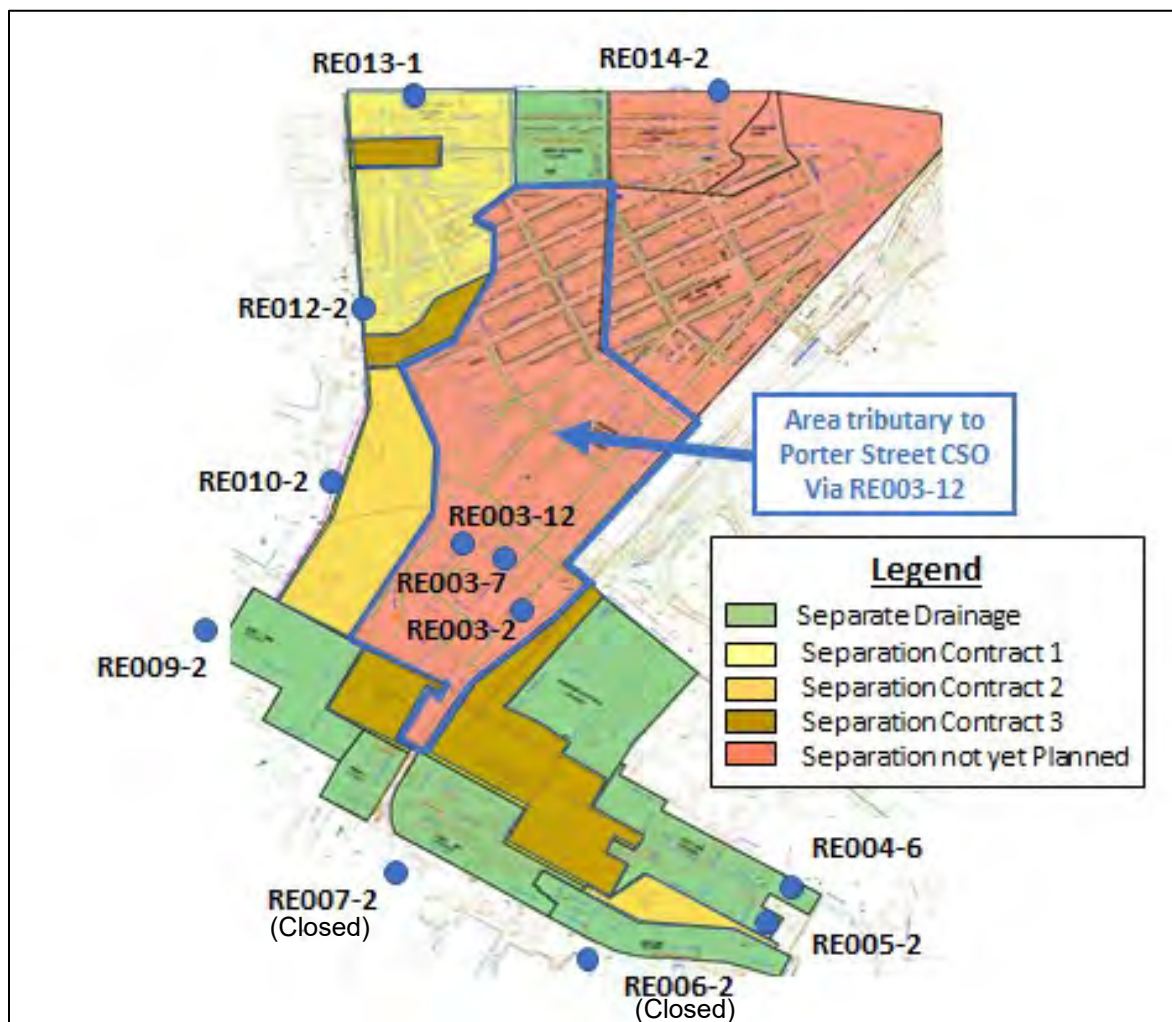 RE013-1
RE014-2
RE012-2
RE010-2
Area tributary to
Porter Street CSO
Via RE003-12
RE003-12
RE003-7
RE003-2
RE009-2
Legend
Separate Drainage
Separation Contract 1
Separation Contract 2
Separation Contract 3
Separation not yet Planned
RE004-6
RE007-2
(Closed)
RE005-2
RE006-2
(Closed)